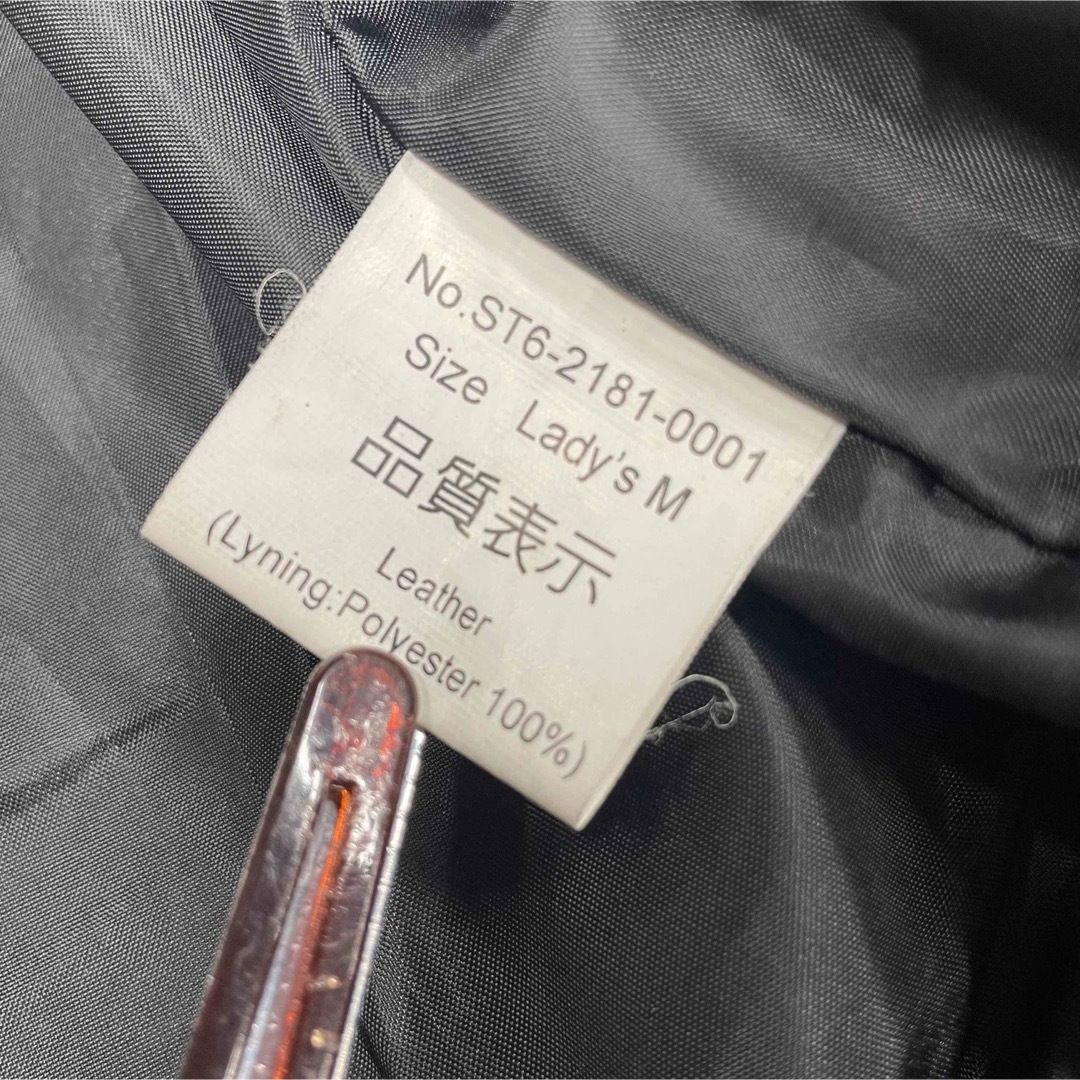 No.ST6-2181-0001
Size Lady's M
品質表示
Leather
(Lyning:Polyester 100%)